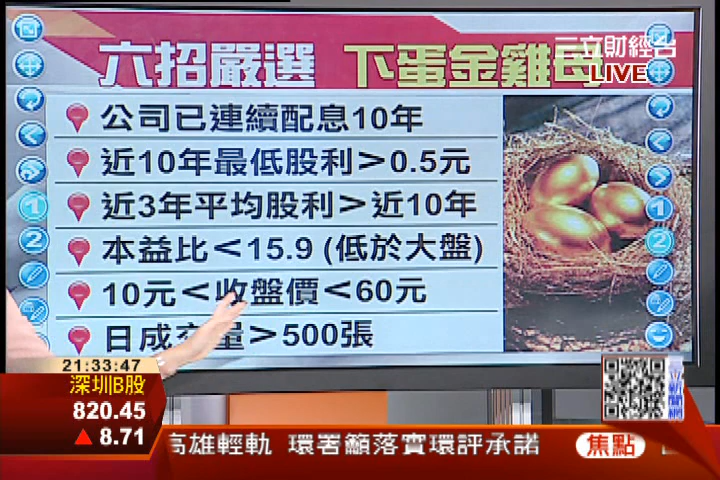 六招嚴選 下蛋金雞母
三立財經台
LIVE
公司已連續配息10年
近10年最低股利>0.5元
近3年平均股利>近10年
本益比<15.9 (低於大盤)
10元<收盤價<60元
日成交量>500張
1
2
1
2
21:33:47
深圳B股
820.45
▲8.71
高雄輕軌 環署籲落實環評承諾
焦點